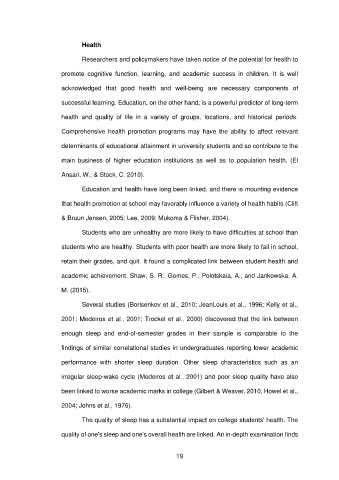 Health
Researchers and policymakers have taken notice of the potential for health to
promote cognitive function, learning, and academic success in children. It is well
acknowledged that good health and well-being are necessary components of
successful learning. Education, on the other hand, is a powerful predictor of long-term
health and quality of life in a variety of groups, locations, and historical periods.
Comprehensive health promotion programs may have the ability to affect relevant
determinants of educational attainment in university students and so contribute to the
main business of higher education institutions as well as to population health. (El
Ansari, W., & Stock, C. 2010).
Education and health have long been linked, and there is mounting evidence
that health promotion at school may favorably influence a variety of health habits (Clift
& Bruun Jensen, 2005; Lee, 2009; Mukoma & Flisher, 2004).
Students who are unhealthy are more likely to have difficulties at school than
students who are healthy. Students with poor health are more likely to fail in school,
retain their grades, and quit. It found a complicated link between student health and
academic achievement. Shaw, S. R., Gomes, P., Polotskaia, A., and Jankowska, A.
M. (2015).
Several studies (Borisenkov et al., 2010; JeanLouis et al., 1996; Kelly et al.,
2001; Medeiros et al., 2001; Trockel et al., 2000) discovered that the link between
enough sleep and end-of-semester grades in their sample is comparable to the
findings of similar correlational studies in undergraduates reporting lower academic
performance with shorter sleep duration. Other sleep characteristics such as an
irregular sleep-wake cycle (Medeiros et al., 2001) and poor sleep quality have also
been linked to worse academic marks in college (Gilbert & Weaver, 2010; Howel et al.,
2004; Johns et al., 1976).
The quality of sleep has a substantial impact on college students' health. The
quality of one's sleep and one's overall health are linked. An in-depth examination finds
19